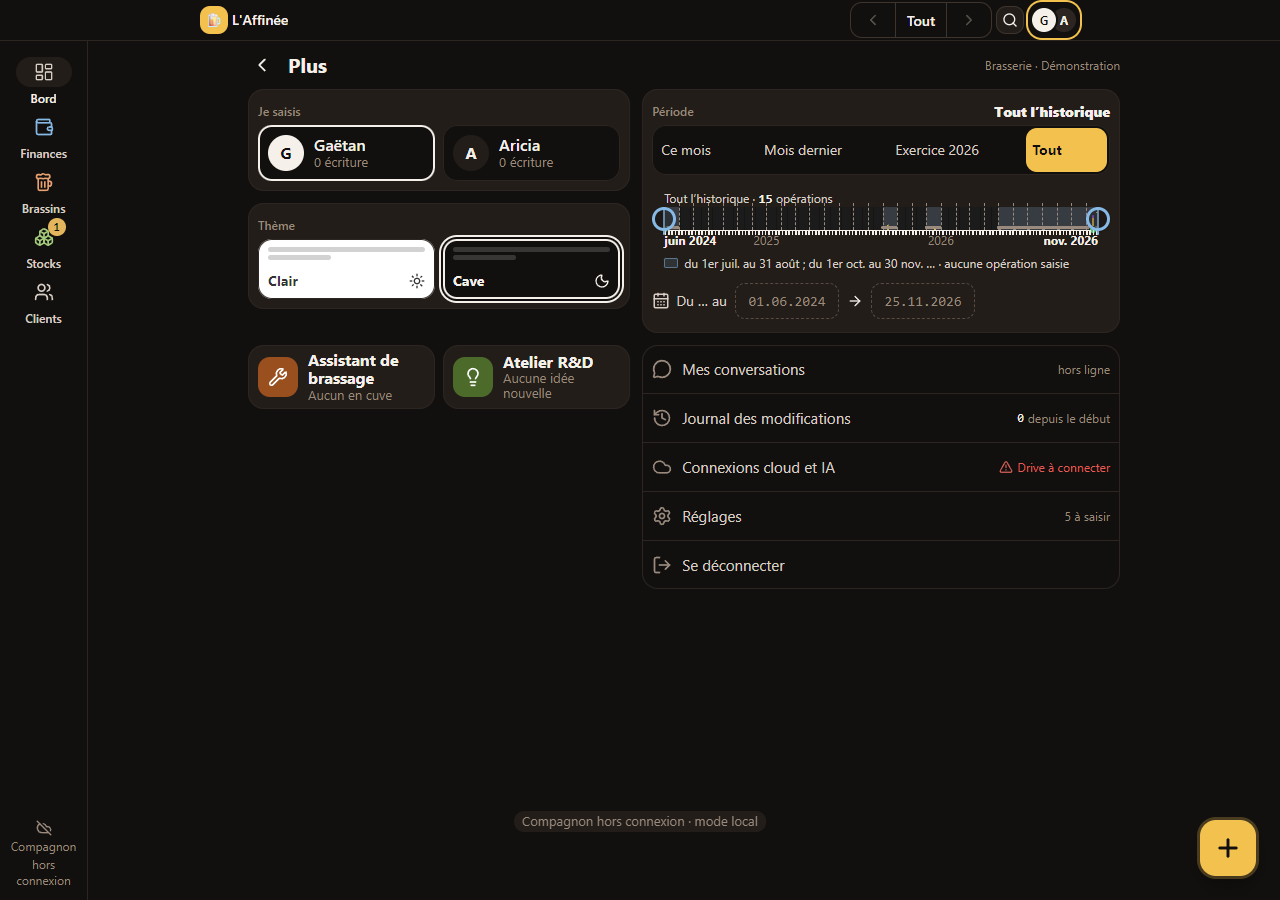 L'Affinée
Tout
G A
Bord
Finances
Brassins
1
Stocks
Clients
Compagnon
hors
connexion
Plus
Brasserie · Démonstration
Je saisis
G
Gaëtan
0 écriture
A
Aricia
0 écriture
Thème
Clair
Cave
Assistant de
brassage
Aucun en cuve
Atelier R&D
Aucune idée
nouvelle
Période
Tout l’historique
Ce mois
Mois dernier
Exercice 2026
Tout
Tout l’historique · 15 opérations
juin 2024
2025
2026
nov. 2026
du 1er juil. au 31 août ; du 1er oct. au 30 nov. … · aucune opération saisie
Du … au
01.06.2024
25.11.2026
Mes conversations
hors ligne
Journal des modifications
0 depuis le début
Connexions cloud et IA
Drive à connecter
Réglages
5 à saisir
Se déconnecter
Compagnon hors connexion · mode local